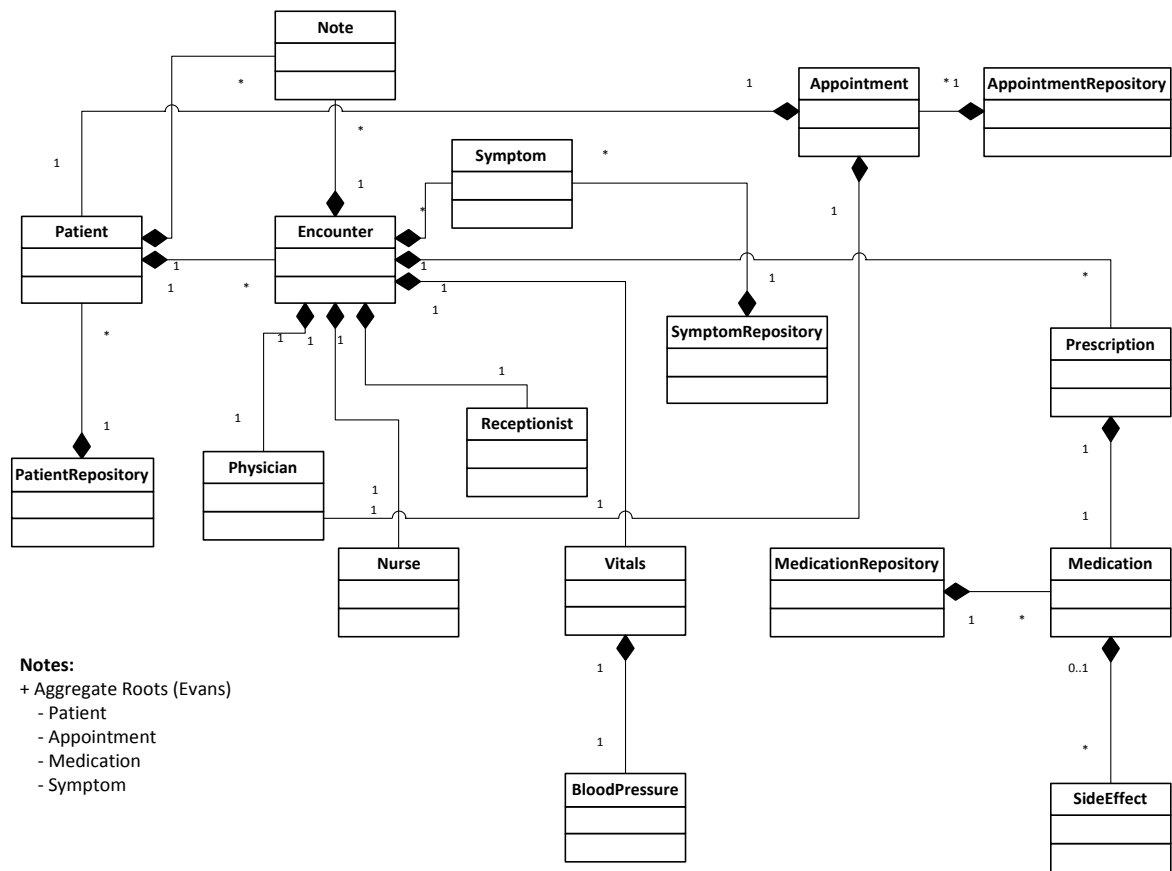 Note
*
1
Appointment
* 1
AppointmentRepository
*
Symptom
*
1
1
1
*
Patient
Encounter
1
1
*
1
1
1
*
1
*
SymptomRepository
Prescription
1
1
1
1
1
1
Receptionist
1
1
PatientRepository
Physician
1
1
1
1
Nurse
Vitals
MedicationRepository
Medication
1
*
Notes:
+ Aggregate Roots (Evans)
- Patient
- Appointment
- Medication
- Symptom
1
0..1
1
*
BloodPressure
SideEffect